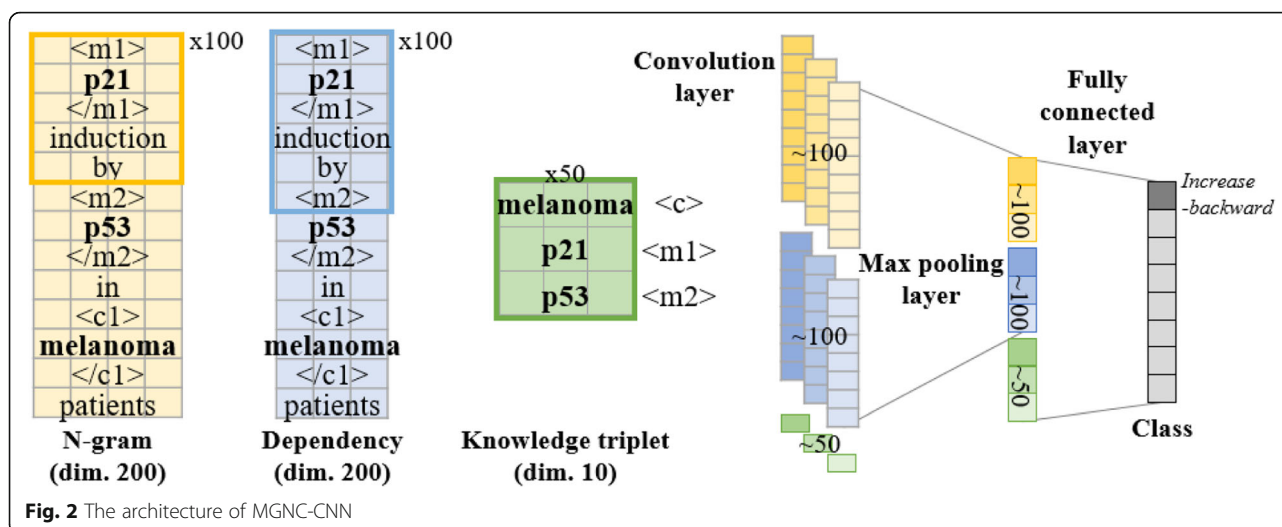 <m1>
p21
</m1>
induction
by
<m2>
p53
</m2>
in
<c1>
melanoma
</c1>
patients
x100
N-gram
(dim. 200)
<m1>
p21
</m1>
induction
by
<m2>
p53
</m2>
in
<c1>
melanoma
</c1>
patients
x100
Dependency
(dim. 200)
x50
melanoma <c>
p21 <m1>
p53 <m2>
Knowledge triplet
(dim. 10)
Convolution
layer
~100
~100
~50
Max pooling
layer
~100
~100
~50
Fully
connected
layer
Increase
-backward
Class
Fig. 2 The architecture of MGNC-CNN